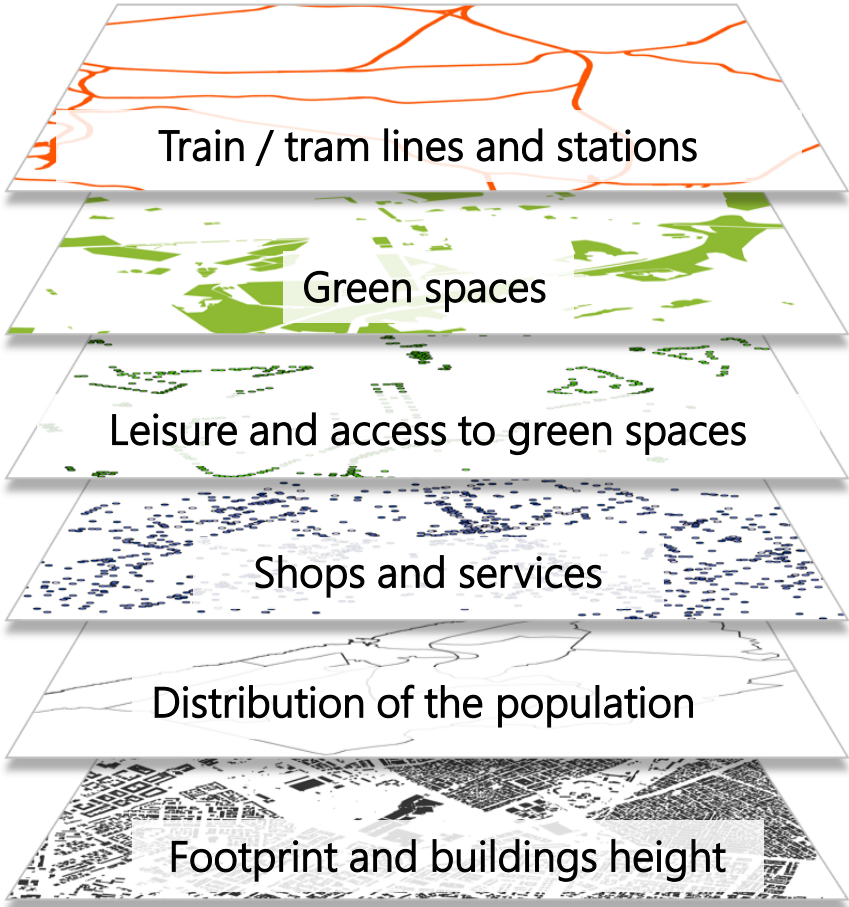 Train / tram lines and stations
Green spaces
Leisure and access to green spaces
Shops and services
Distribution of the population
Footprint and buildings height